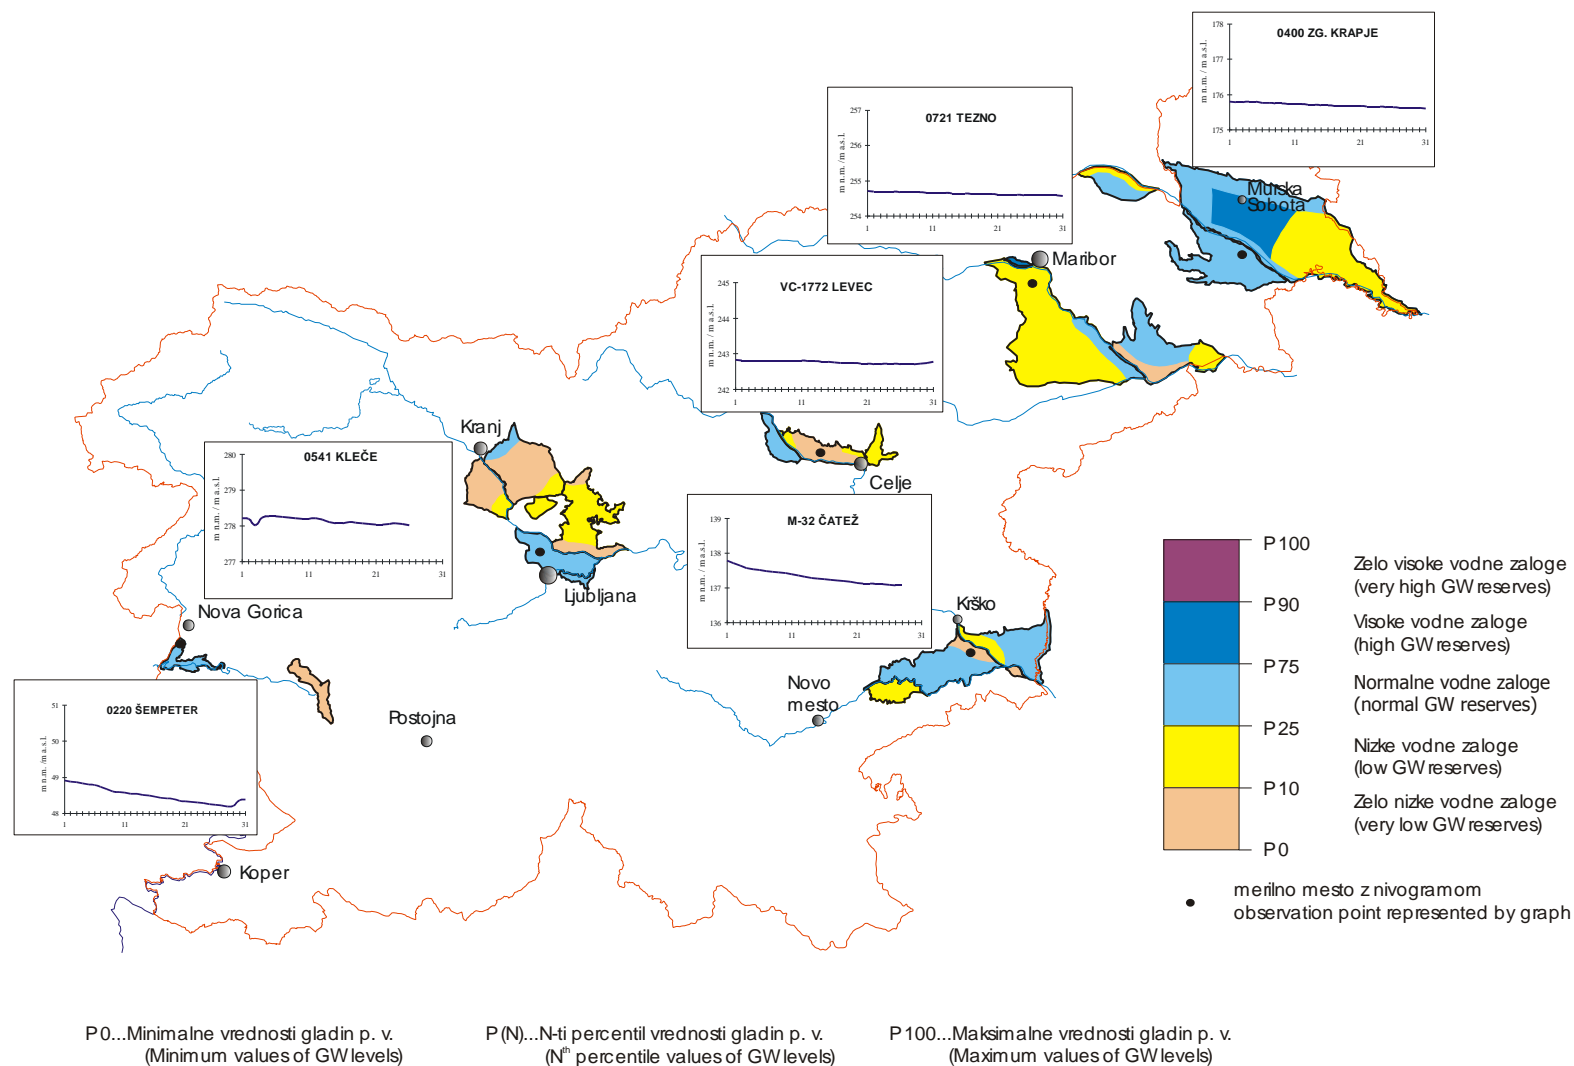 0400 ZG. KRAPJE
m n.m. / m a.s.l.
178
177
176
175
1
11
21
31
0721 TEZNO
m n.m. /m a.s.l.
257
256
255
254
1
11
21
31
Murska
Sobota
Maribor
VC-1772 LEVEC
m n.m. / m a.s.l.
245
244
243
242
1
11
21
31
Kranj
Celje
0541 KLEČE
m n.m. / m a.s.l.
280
279
278
277
1
11
21
31
M-32 ČATEŽ
m n.m. / m a.s.l.
139
138
137
136
1
11
21
31
Ljubljana
Nova Gorica
Krško
Novo
mesto
Postojna
0220 ŠEMPETER
m n.m. /m a.s.l.
51
50
49
48
1
11
21
31
Koper
P 100
Zelo visoke vodne zaloge
(very high GW reserves)
P 90
Visoke vodne zaloge
(high GW reserves)
P 75
Normalne vodne zaloge
(normal GW reserves)
P 25
Nizke vodne zaloge
(low GW reserves)
P 10
Zelo nizke vodne zaloge
(very low GW reserves)
P 0
merilno mesto z nivogramom
observation point represented by graph
P 0...Minimalne vrednosti gladin p. v.
(Minimum values of GW levels)
P (N)...N-ti percentil vrednosti gladin p. v.
(Nth percentile values of GW levels)
P 100...Maksimalne vrednosti gladin p. v.
(Maximum values of GW levels)